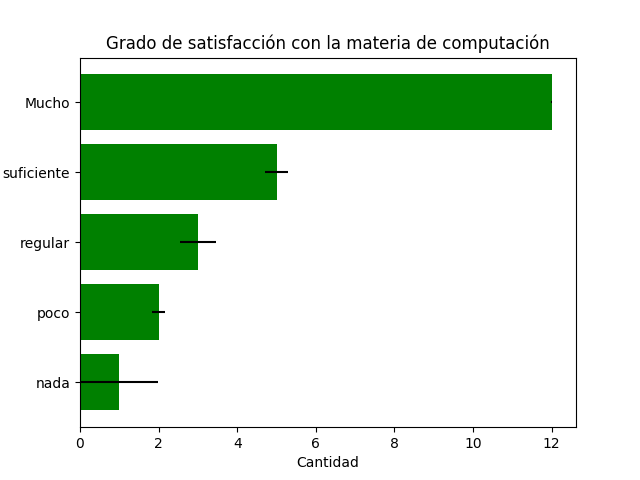 Grado de satisfacción con la materia de computación
Mucho
suficiente
regular
poco
nada
0 2 4 6 8 10 12
Cantidad